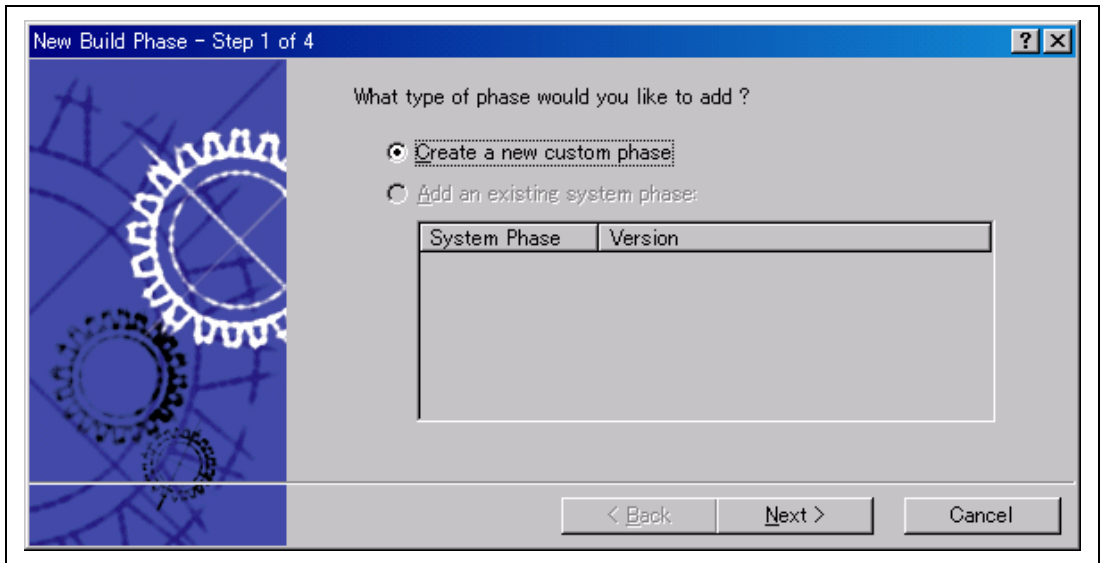 New Build Phase - Step 1 of 4
What type of phase would you like to add ?
Create a new custom phase
Add an existing system phase:
System Phase Version
< Back Next > Cancel